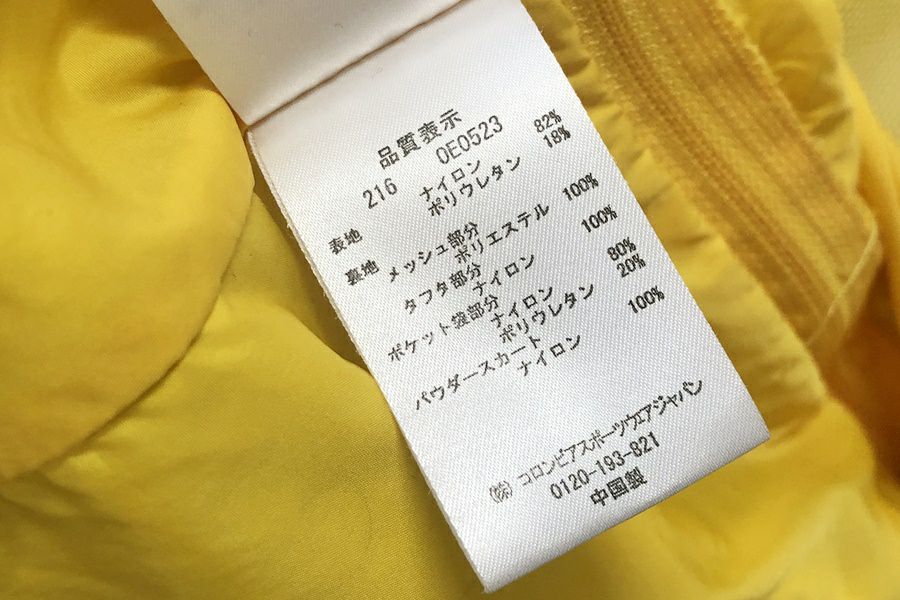 品質表示
216 0E0523
表地 ナイロン 82%
ポリウレタン 18%
裏地 メッシュ部分
ポリエステル 100%
タフタ部分
ナイロン 100%
ポケット袋部分
ナイロン 80%
ポリウレタン 20%
パウダースカート
ナイロン 100%
(株) コロンビアスポーツウェアジャパン
0120-193-821
中国製